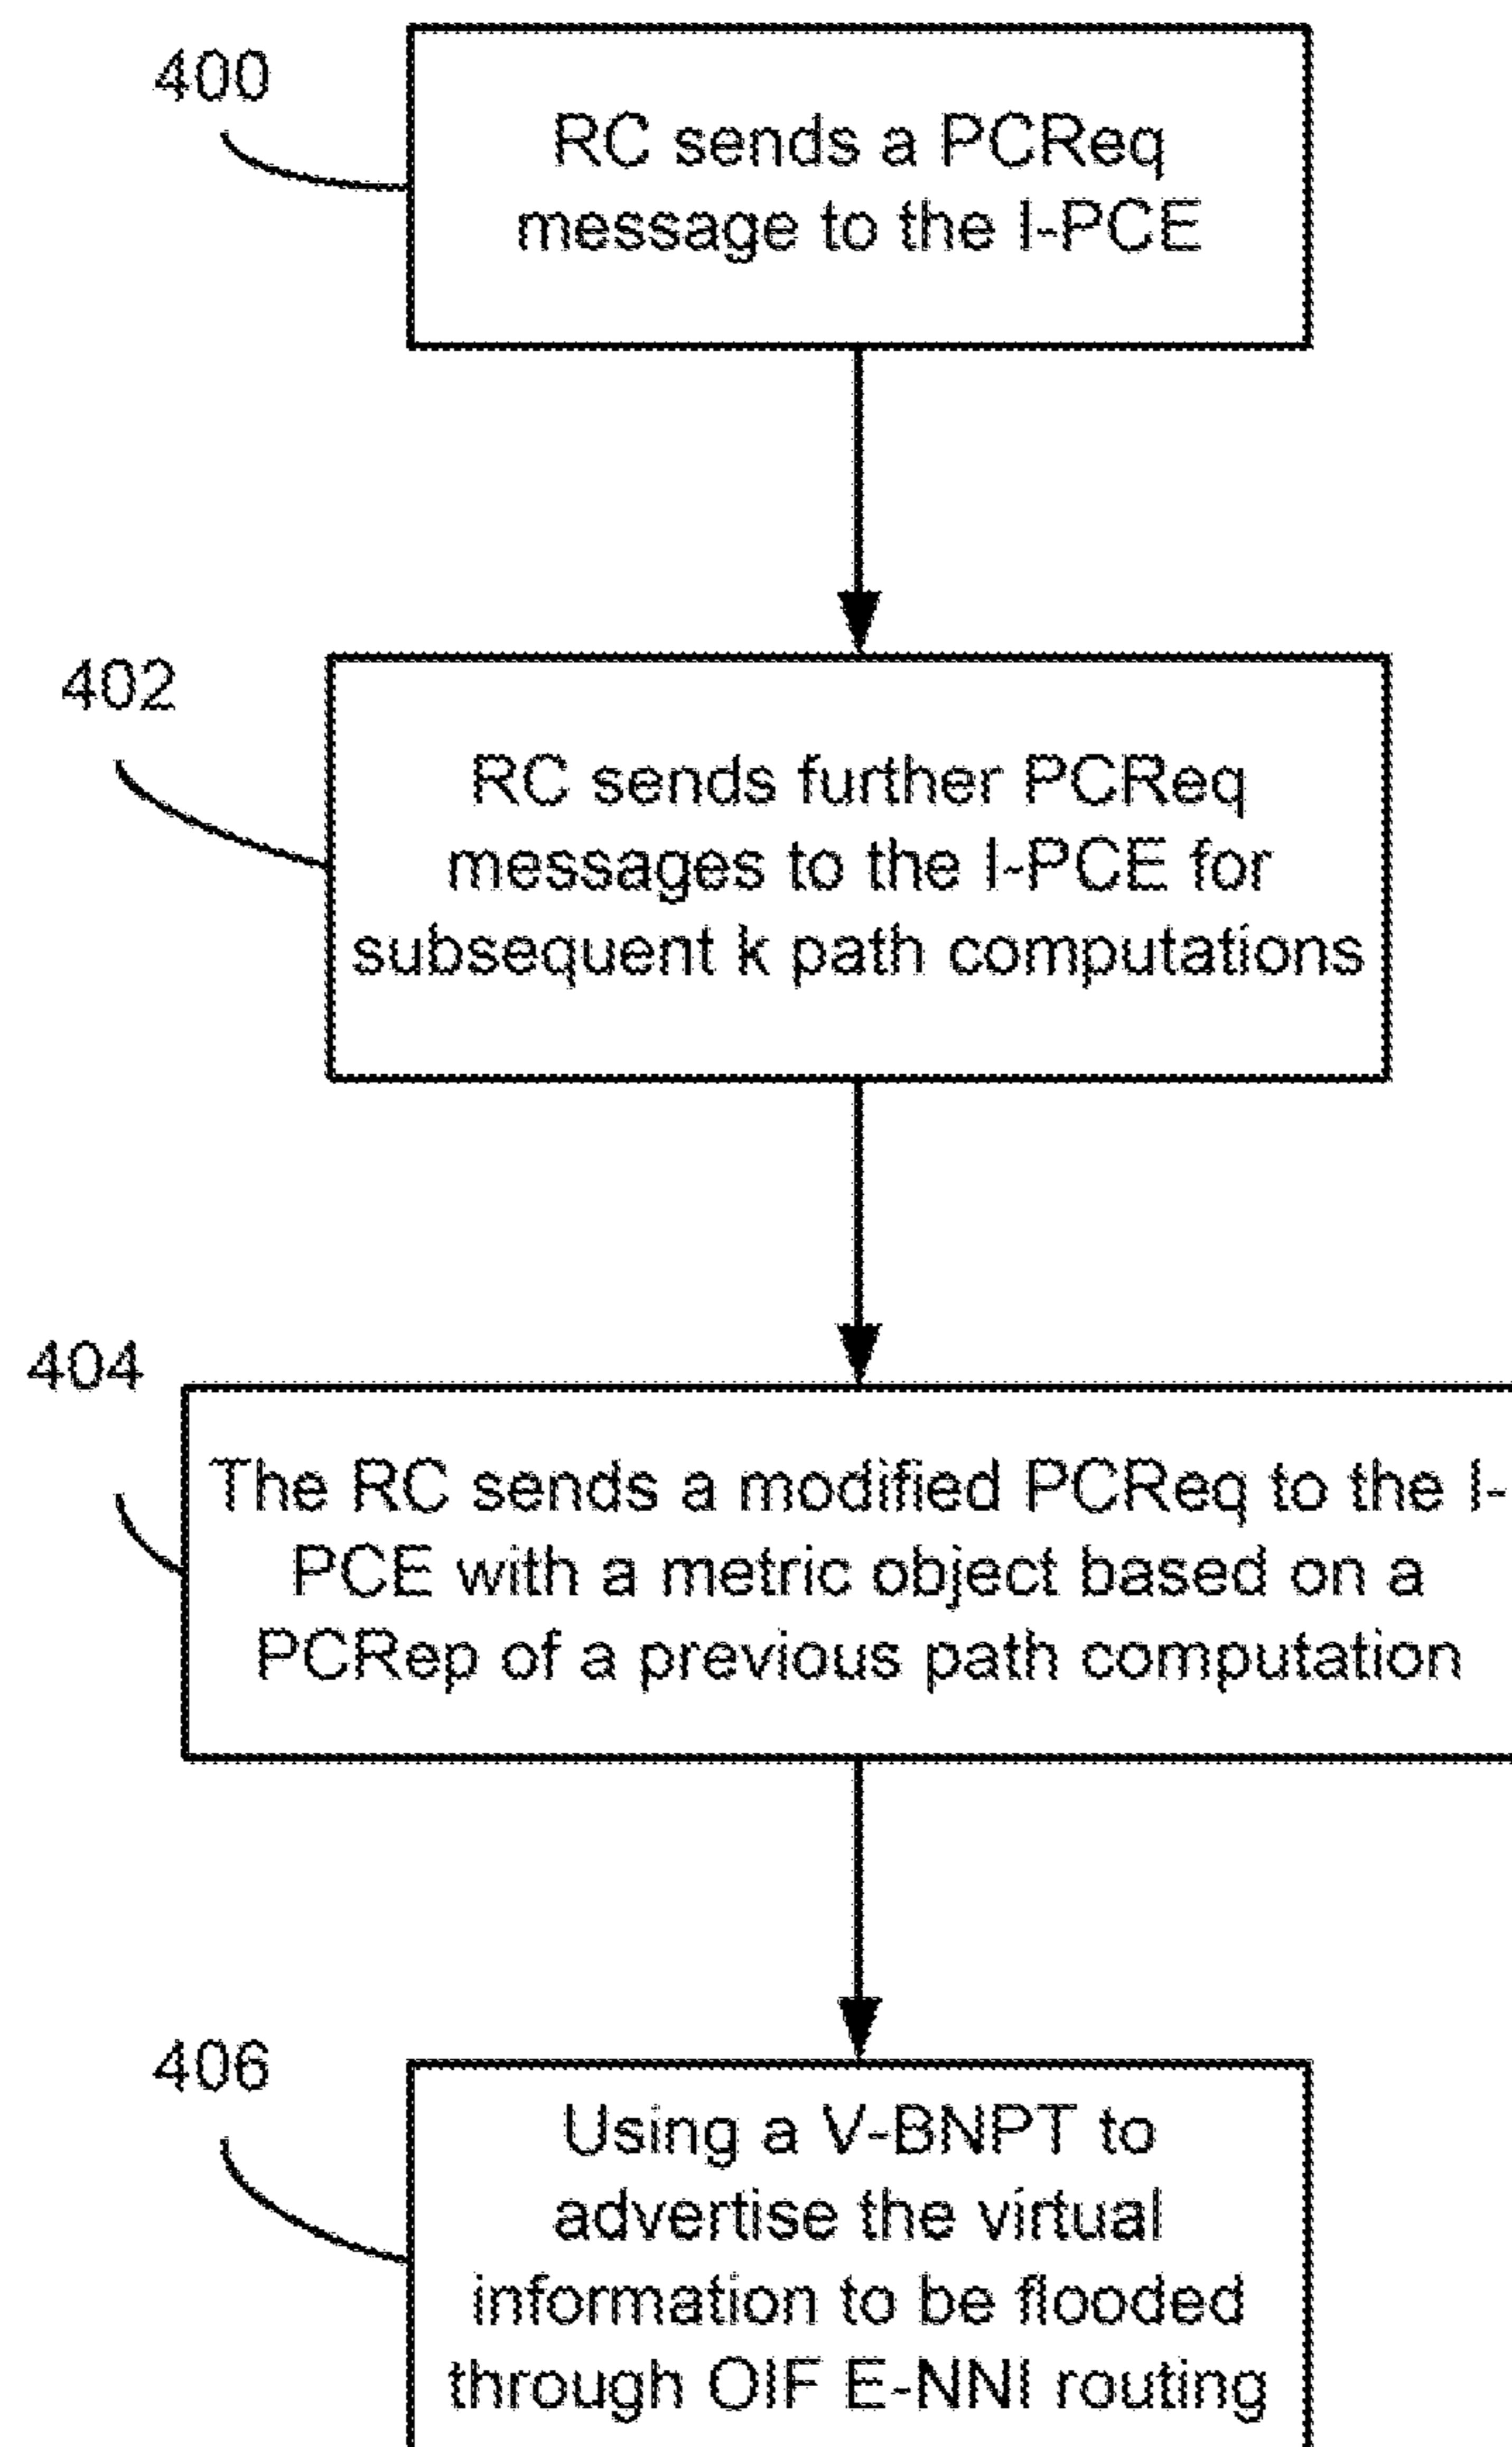 400
RC sends a PCReq
message to the I-PCE
402
RC sends further PCReq
messages to the I-PCE for
subsequent k path computations
404
The RC sends a modified PCReq to the I-
PCE with a metric object based on a
PCRep of a previous path computation
406
Using a V-BNPT to
advertise the virtual
information to be flooded
through OIF E-NNI routing